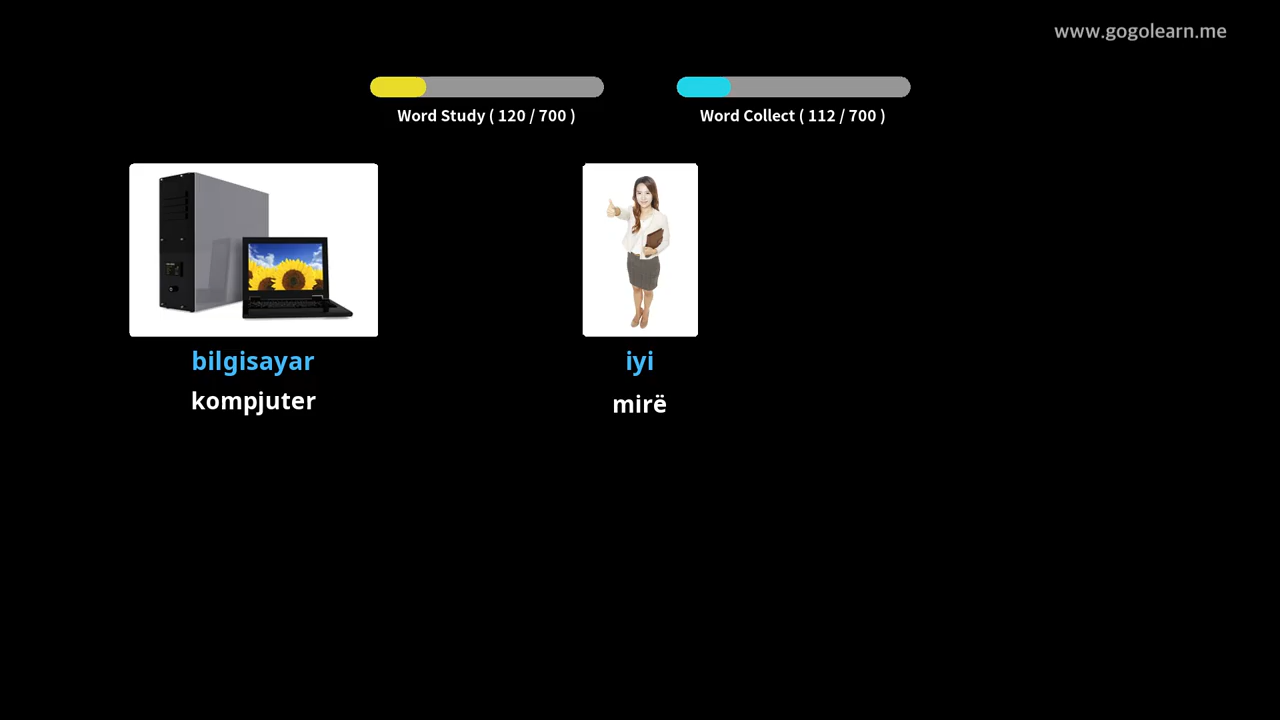 www.gogolearn.me
Word Study ( 120 / 700 )
Word Collect ( 112 / 700 )
bilgisayar
kompjuter
iyi
mirë